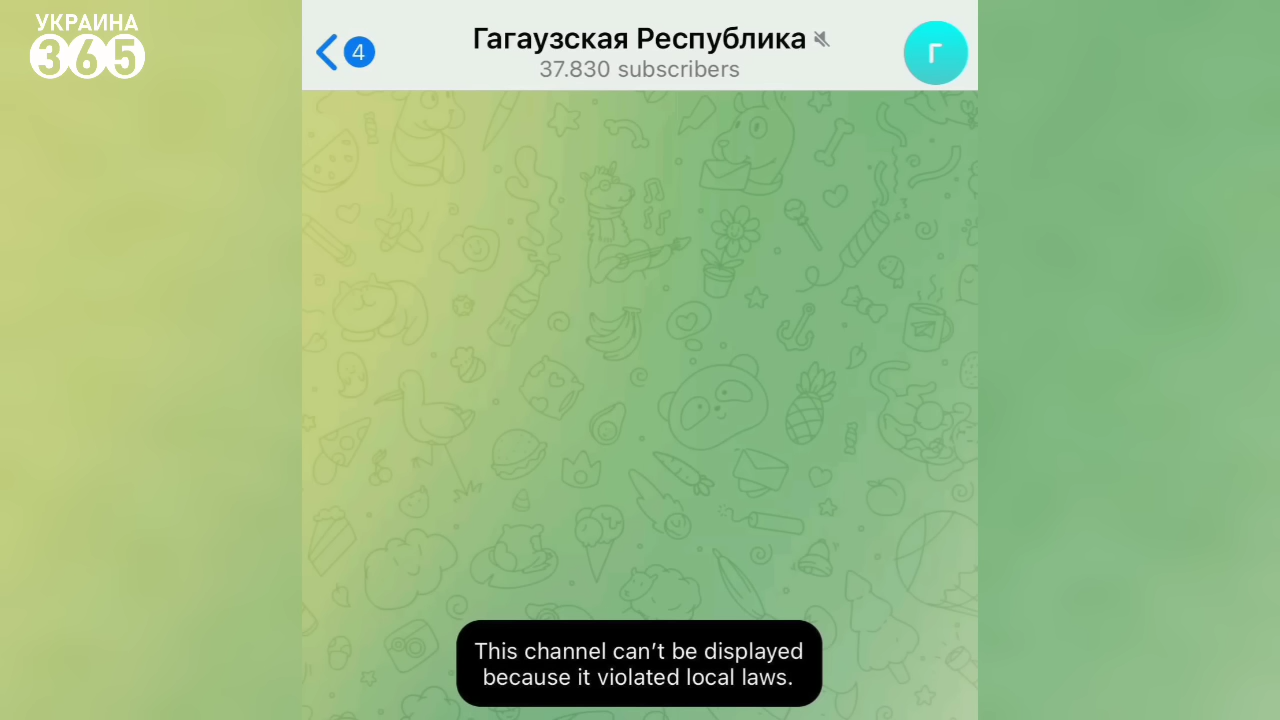 УКРАИНА
365
4
Гагаузская Республика
37.830 subscribers
Г
This channel can’t be displayed
because it violated local laws.